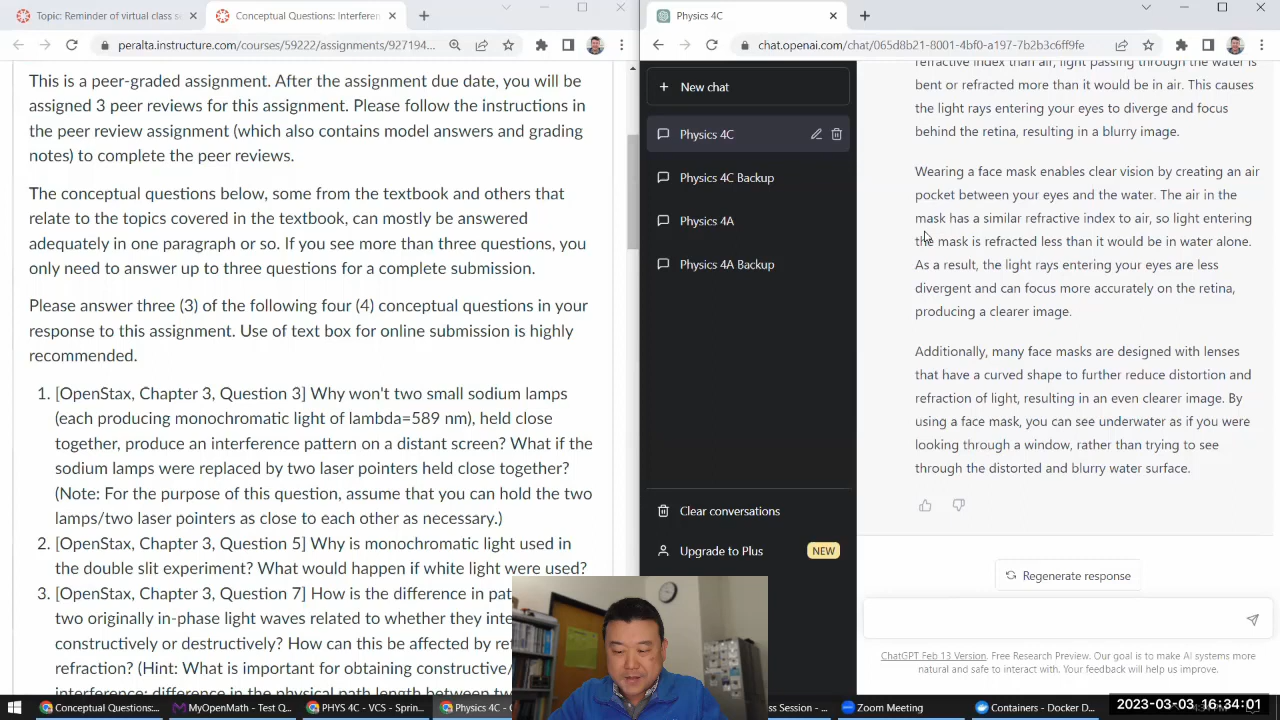 Topic: Reminder of virtual class s
Conceptual Questions: Interferen
Physics 4C
peralta.instructure.com/courses/59222/assignments/927194...
chat.openai.com/chat/065d8b21-8001-4bf0-a197-7b2b3c6ff9fe
This is a peer-graded assignment. After the assignment due date, you will be
assigned 3 peer reviews for this assignment. Please follow the instructions in
the peer review assignment (which also contains model answers and grading
notes) to complete the peer reviews.
The conceptual questions below, some from the textbook and others that
relate to the topics covered in the textbook, can mostly be answered
adequately in one paragraph or so. If you see more than three questions, you
only need to answer up to three questions for a complete submission.
Please answer three (3) of the following four (4) conceptual questions in your
response to this assignment. Use of text box for online submission is highly
recommended.
1. [OpenStax, Chapter 3, Question 3] Why won't two small sodium lamps
(each producing monochromatic light of lambda=589 nm), held close
together, produce an interference pattern on a distant screen? What if the
sodium lamps were replaced by two laser pointers held close together?
(Note: For the purpose of this question, assume that you can hold the two
lamps/two laser pointers as close to each other as necessary.)
2. [OpenStax, Chapter 3, Question 5] Why is monochromatic light used in
the double slit experiment? What would happen if white light were used?
3. [OpenStax, Chapter 3, Question 7] How is the difference in pat
two originally in-phase light waves related to whether they inte
constructively or destructively? How can this be affected by re
refraction? (Hint: What is important for obtaining constructive/
interference: difference in the physical path
New chat
Physics 4C
Physics 4C Backup
Physics 4A
Physics 4A Backup
Clear conversations
Upgrade to Plus
NEW
refractive index than air, light passing through the water is
bent or refracted more than it would be in air. This causes
the light rays entering your eyes to diverge and focus
behind the retina, resulting in a blurry image.
Wearing a face mask enables clear vision by creating an air
pocket between your eyes and the water. The air in the
mask has a similar refractive index to air, so light entering
the mask is refracted less than it would be in water alone.
As a result, the light rays entering your eyes are less
divergent and can focus more accurately on the retina,
producing a clearer image.
Additionally, many face masks are designed with lenses
that have a curved shape to further reduce distortion and
refraction of light, resulting in an even clearer image. By
using a face mask, you can see underwater as if you were
looking through a window, rather than trying to see
through the distorted and blurry water surface.
Regenerate response
ChatGPT Feb 13 Version. Free Research Preview. Our goal is to make AI systems more
natural and safe to interact with. Your feedback will help us improve.
Conceptual Questions:...
MyOpenMath - Test Q...
PHYS 4C - VCS - Sprin...
Physics 4C -
ss Session - ...
Zoom Meeting
Containers - Docker D...
2023-03-03 16:34:01